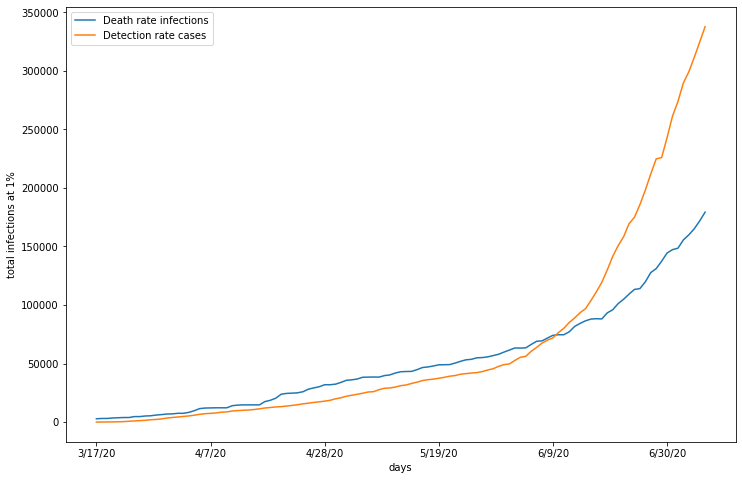 350000
Death rate infections
Detection rate cases
300000
250000
200000
total infections at 1%
150000
100000
50000
0
3/17/20 4/7/20 4/28/20 5/19/20 6/9/20 6/30/20
days